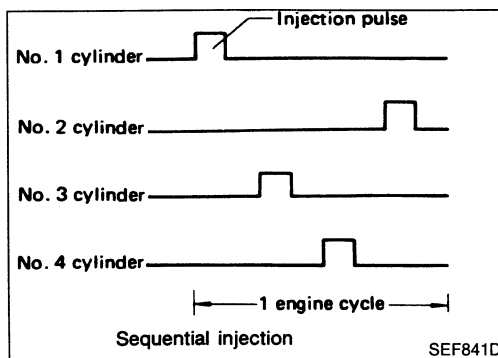 Injection pulse
No. 1 cylinder
No. 2 cylinder
No. 3 cylinder
No. 4 cylinder
1 engine cycle
Sequential injection
SEF841D